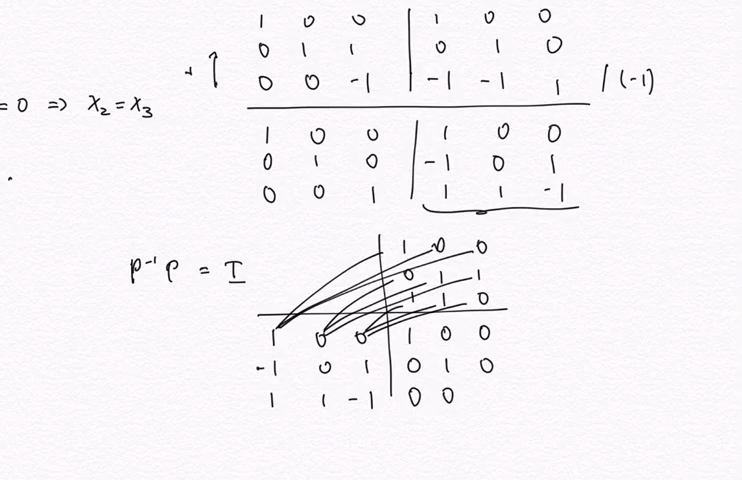 1 0 0 | 1 0 0
0 1 1 | 0 1 0
+ ↑ 0 0 -1 | -1 -1 1 / (-1)
= 0 ⇒ x₂ = x₃
1 0 0 | 1 0 0
0 1 0 | -1 0 1
0 0 1 | 1 1 -1
1 0 0
P⁻¹ P = I 0 1 1
1 1 0
1 0 0 | 1 0 0
-1 0 1 | 0 1 0
1 1 -1 | 0 0